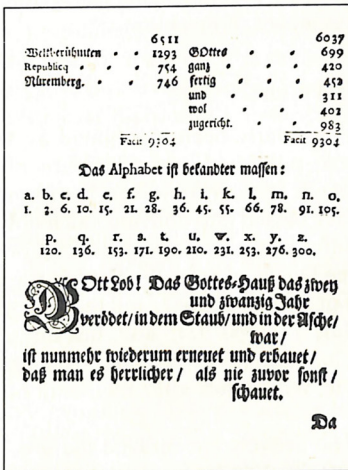 6511
Weltberühmten • • 1293
Republicq • • • 754
Nüremberg. • • 746
Facit 9304
6037
GOttes • • • 699
gantz • • • 420
fertig • • • 452
und • • • 311
wol • • • 402
zugericht. • • 983
Facit 9304
Das Alphabet ist bekandter massen:
a. b. c. d. e. f. g. h. i. k. l. m. n. o.
1. 3. 6. 10. 15. 21. 28. 36. 45. 55. 66. 78. 91. 105.
p. q. r. s. t. u. w. x. y. z.
120. 136. 153. 171. 190. 210. 231. 253. 276. 300.
GOtt Lob! Das Gottes-Hauß das zwey
und zwanzig Jahr
verödet/ in dem Staub/ und in der Asche/
war/
ist nunmehr wiederum erneuet und erbauet/
daß man es herrlicher/ als nie zuvor sonst/
schauet.
Da